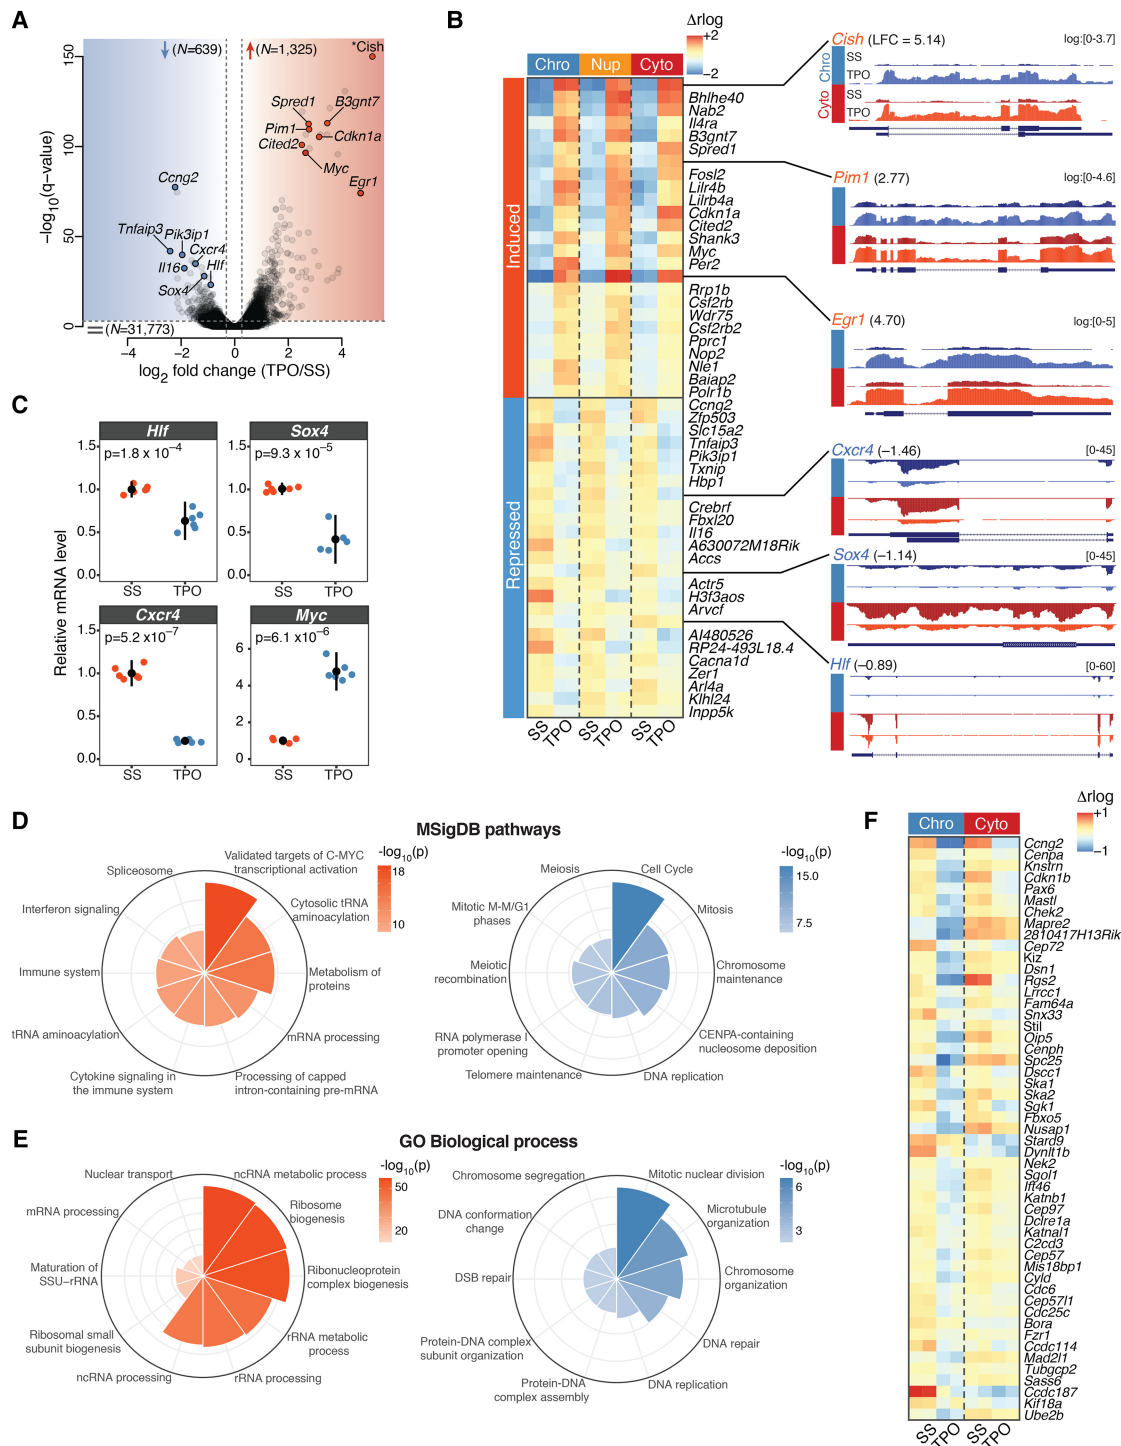 A
(N=639)
(N=1,325)
*Cish
150
100
50
0
−log10(q-value)
Spred1
B3gnt7
Pim1
Cdkn1a
Cited2
Myc
Egr1
Ccng2
Tnfaip3
Pik3ip1
Cxcr4
Il16
Hlf
Sox4
(N=31,773)
−4
−2
0
2
4
log2 fold change (TPO/SS)
B
Δrlog
+2
−2
Chro
Nup
Cyto
Induced
Repressed
Bhlhe40
Nab2
Il4ra
B3gnt7
Spred1
Fosl2
Lilr4b
Lilrb4a
Cdkn1a
Cited2
Shank3
Myc
Per2
Rrp1b
Csf2rb
Wdr75
Csf2rb2
Pprc1
Nop2
Nle1
Baiap2
Polr1b
Ccng2
Zfp503
Slc15a2
Tnfaip3
Pik3ip1
Txnip
Hbp1
Crebrf
Fbxl20
Il16
A630072M18Rik
Accs
Actr5
H3f3aos
Arvcf
AI480526
RP24-493L18.4
Cacna1d
Zer1
Arl4a
Klhl24
Inpp5k
SS
TPO
SS
TPO
SS
TPO
Cish (LFC = 5.14)
log:[0-3.7]
Chro
SS
TPO
Cyto
SS
TPO
Pim1 (2.77)
log:[0-4.6]
Egr1 (4.70)
log:[0-5]
Cxcr4 (−1.46)
[0-45]
Sox4 (−1.14)
[0-45]
Hlf (−0.89)
[0-60]
C
Relative mRNA level
Hlf
p=1.8 x 10−4
1.5
1.0
0.5
0.0
SS
TPO
Sox4
p=9.3 x 10−5
1.5
1.0
0.5
0.0
SS
TPO
Cxcr4
p=5.2 x10−7
1.5
1.0
0.5
0.0
SS
TPO
Myc
p=6.1 x10−6
6
4
2
0
SS
TPO
D
MSigDB pathways
Validated targets of C-MYC
transcriptional activation
Cytosolic tRNA
aminoacylation
Metabolism of
proteins
mRNA processing
Processing of capped
intron-containing pre-mRNA
Cytokine signaling in
the immune system
tRNA aminoacylation
Immune system
Interferon signaling
Spliceosome
-log10(p)
18
10
Cell Cycle
Mitosis
Chromosome
maintenance
CENPA-containing
nucleosome deposition
DNA replication
Telomere maintenance
RNA polymerase I
promoter opening
Meiotic
recombination
Mitotic M-M/G1
phases
Meiosis
-log10(p)
15.0
7.5
E
GO Biological process
ncRNA metabolic process
Ribosome
biogenesis
Ribonucleoprotein
complex biogenesis
rRNA metabolic
process
rRNA processing
ncRNA processing
Ribosomal small
subunit biogenesis
Maturation of
SSU−rRNA
mRNA processing
Nuclear transport
-log10(p)
50
20
Mitotic nuclear division
Microtubule
organization
Chromosome
organization
DNA repair
DNA replication
Protein-DNA
complex assembly
Protein-DNA complex
subunit organization
DSB repair
DNA conformation
change
Chromosome segregation
-log10(p)
6
3
F
Δrlog
+1
−1
Chro
Cyto
Ccng2
Cenpa
Knstrn
Cdkn1b
Pax6
Mastl
Chek2
Mapre2
2810417H13Rik
Cep72
Kiz
Dsn1
Rgs2
Lrrcc1
Fam64a
Snx33
Stil
Oip5
Cenph
Spc25
Dscc1
Ska1
Ska2
Sgk1
Fbxo5
Nusap1
Stard9
Dynlt1b
Nek2
Sgol1
Ift46
Katnb1
Cep97
Dclre1a
Katnal1
C2cd3
Cep57
Mis18bp1
Cyld
Cdc6
Cep57l1
Cdc25c
Bora
Fzr1
Ccdc114
Mad2l1
Tubgcp2
Sass6
Ccdc187
Kif18a
Ube2b
SS
TPO
SS
TPO